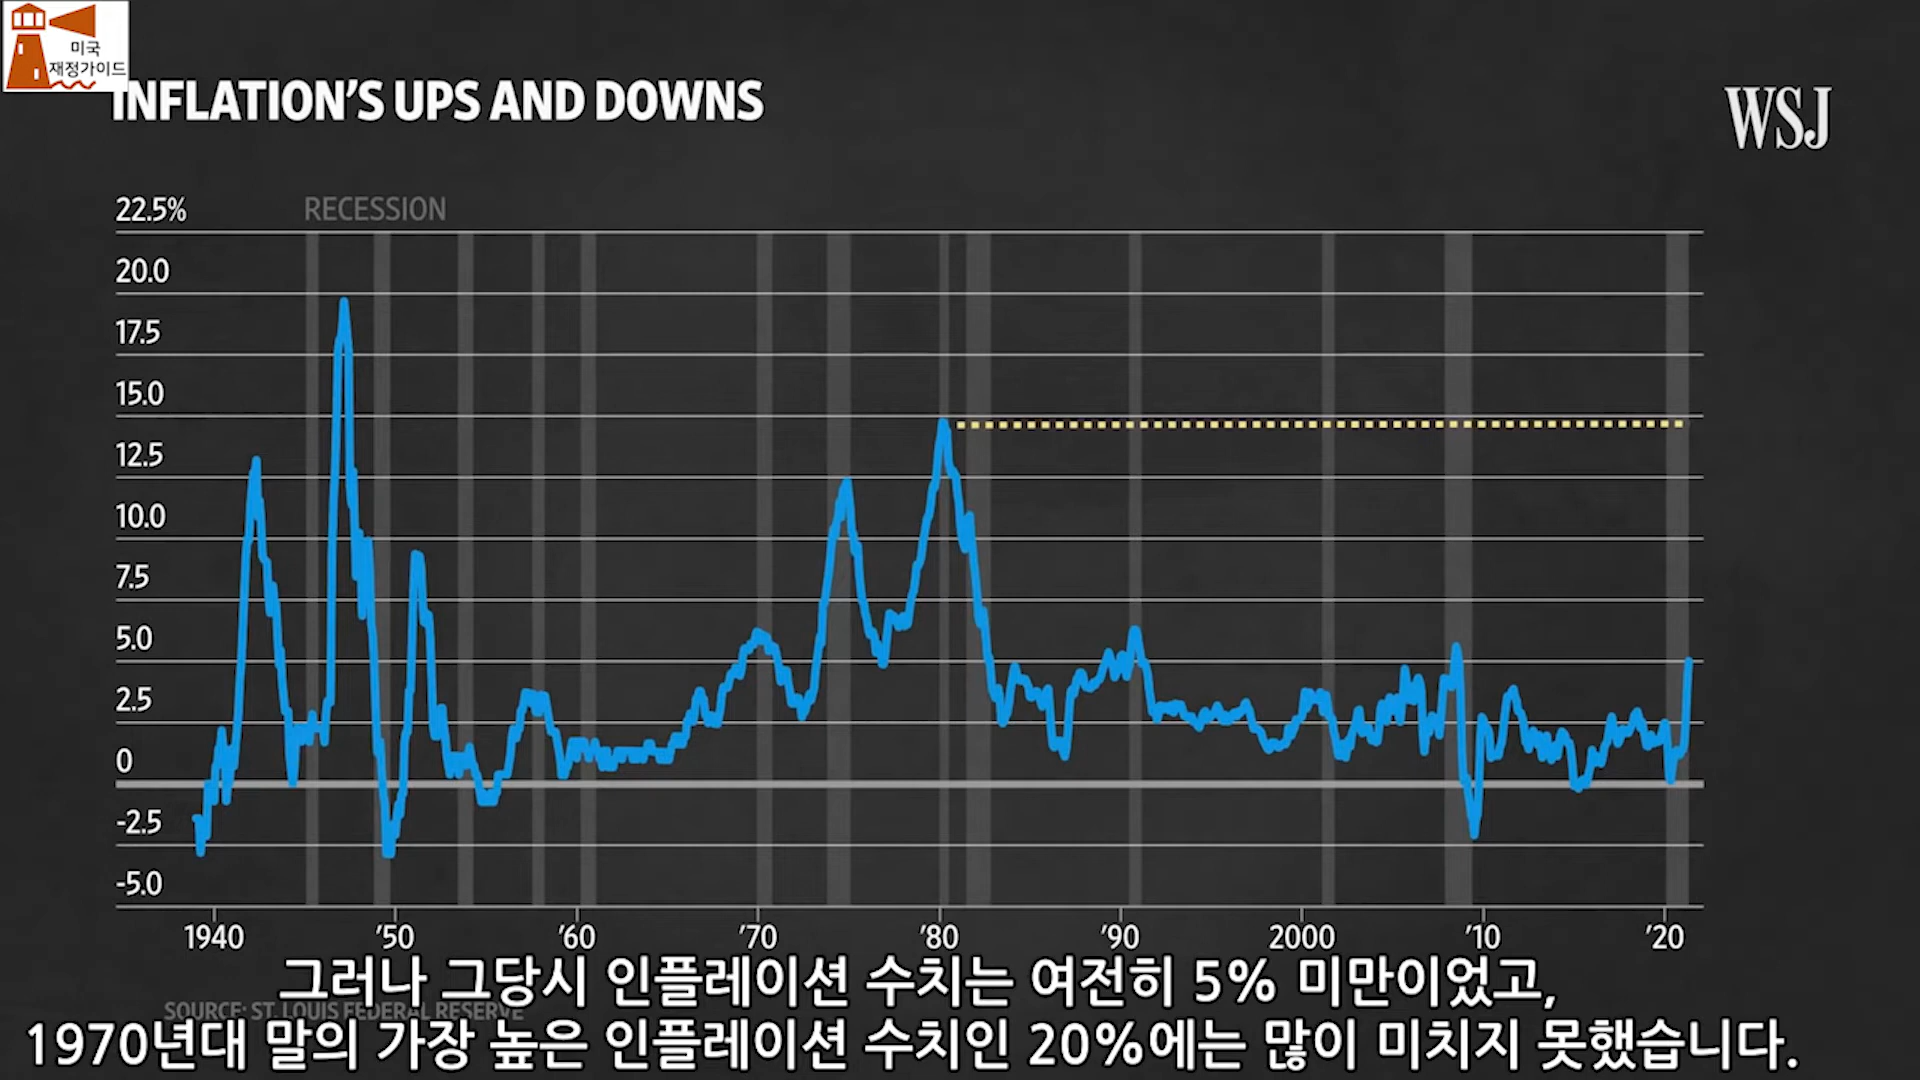 미국
재정가이드
INFLATION'S UPS AND DOWNS
WSJ
22.5%
RECESSION
20.0
17.5
15.0
12.5
10.0
7.5
5.0
2.5
0
-2.5
-5.0
1940 '50 '60 '70 '80 '90 2000 '10 '20
SOURCE: ST. LOUIS FEDERAL RESERVE
그러나 그당시 인플레이션 수치는 여전히 5% 미만이었고,
1970년대 말의 가장 높은 인플레이션 수치인 20%에는 많이 미치지 못했습니다.